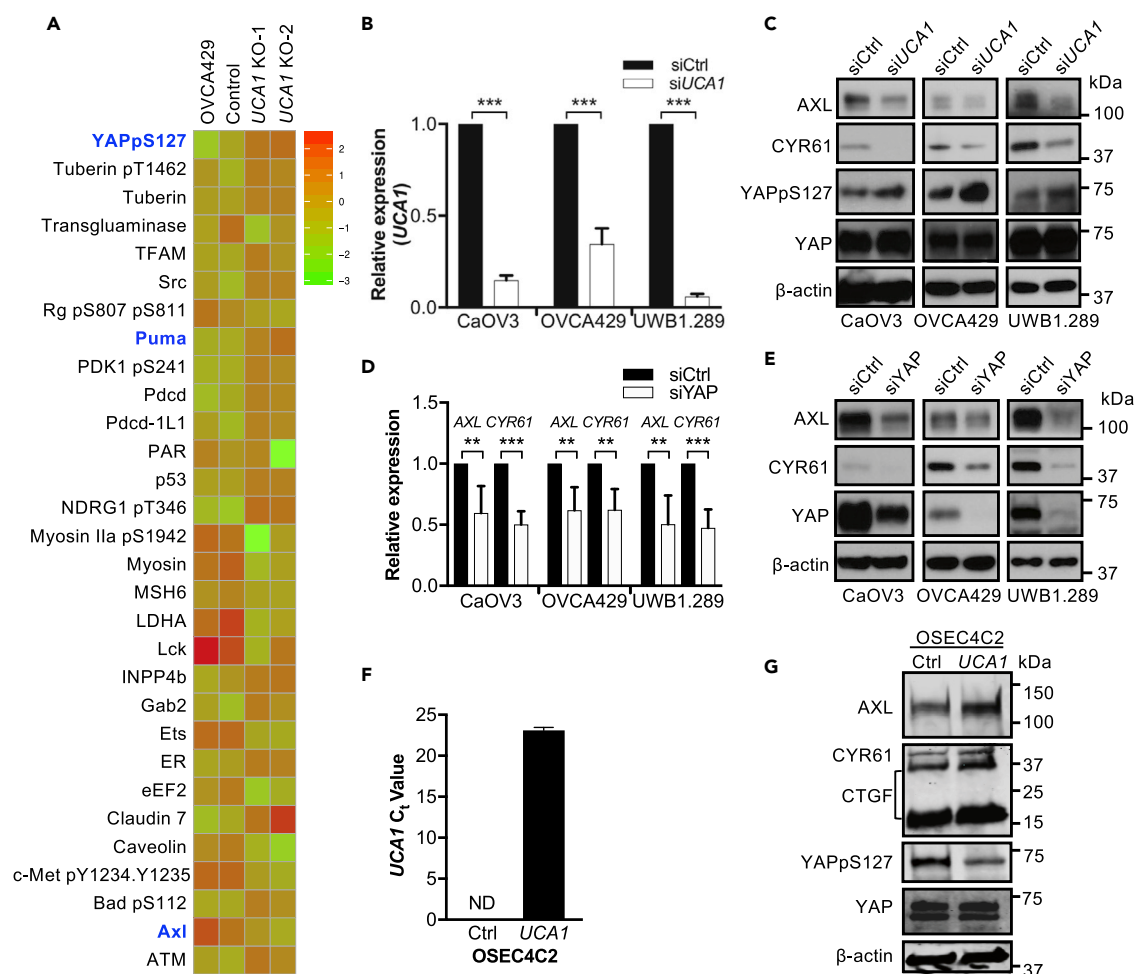 A
OVCA429
Control
UCA1 KO-1
UCA1 KO-2
YAPpS127
Tuberin pT1462
Tuberin
Transgluaminase
TFAM
Src
Rg pS807 pS811
Puma
PDK1 pS241
Pdcd
Pdcd-1L1
PAR
p53
NDRG1 pT346
Myosin IIa pS1942
Myosin
MSH6
LDHA
Lck
INPP4b
Gab2
Ets
ER
eEF2
Claudin 7
Caveolin
c-Met pY1234.Y1235
Bad pS112
Axl
ATM
2
1
0
−1
−2
−3
B
siCtrl
siUCA1
Relative expression
(UCA1)
1.0
0.5
0.0
*** *** ***
CaOV3 OVCA429 UWB1.289
C
siCtrl siUCA1 siCtrl siUCA1 siCtrl siUCA1
kDa
AXL 100
CYR61 37
YAPpS127 75
YAP 75
β-actin 37
CaOV3 OVCA429 UWB1.289
D
siCtrl
siYAP
Relative expression
1.5
1.0
0.5
0.0
AXL CYR61 AXL CYR61 AXL CYR61
** *** ** ** ** ***
CaOV3 OVCA429 UWB1.289
E
siCtrl siYAP siCtrl siYAP siCtrl siYAP
kDa
AXL 100
CYR61 37
YAP 75
β-actin 37
CaOV3 OVCA429 UWB1.289
F
UCA1 Ct Value
25
20
15
10
5
0
ND
Ctrl UCA1
OSEC4C2
G
OSEC4C2
Ctrl UCA1 kDa
AXL 150
100
CYR61 37
CTGF 25
15
YAPpS127 75
YAP 75
β-actin 37